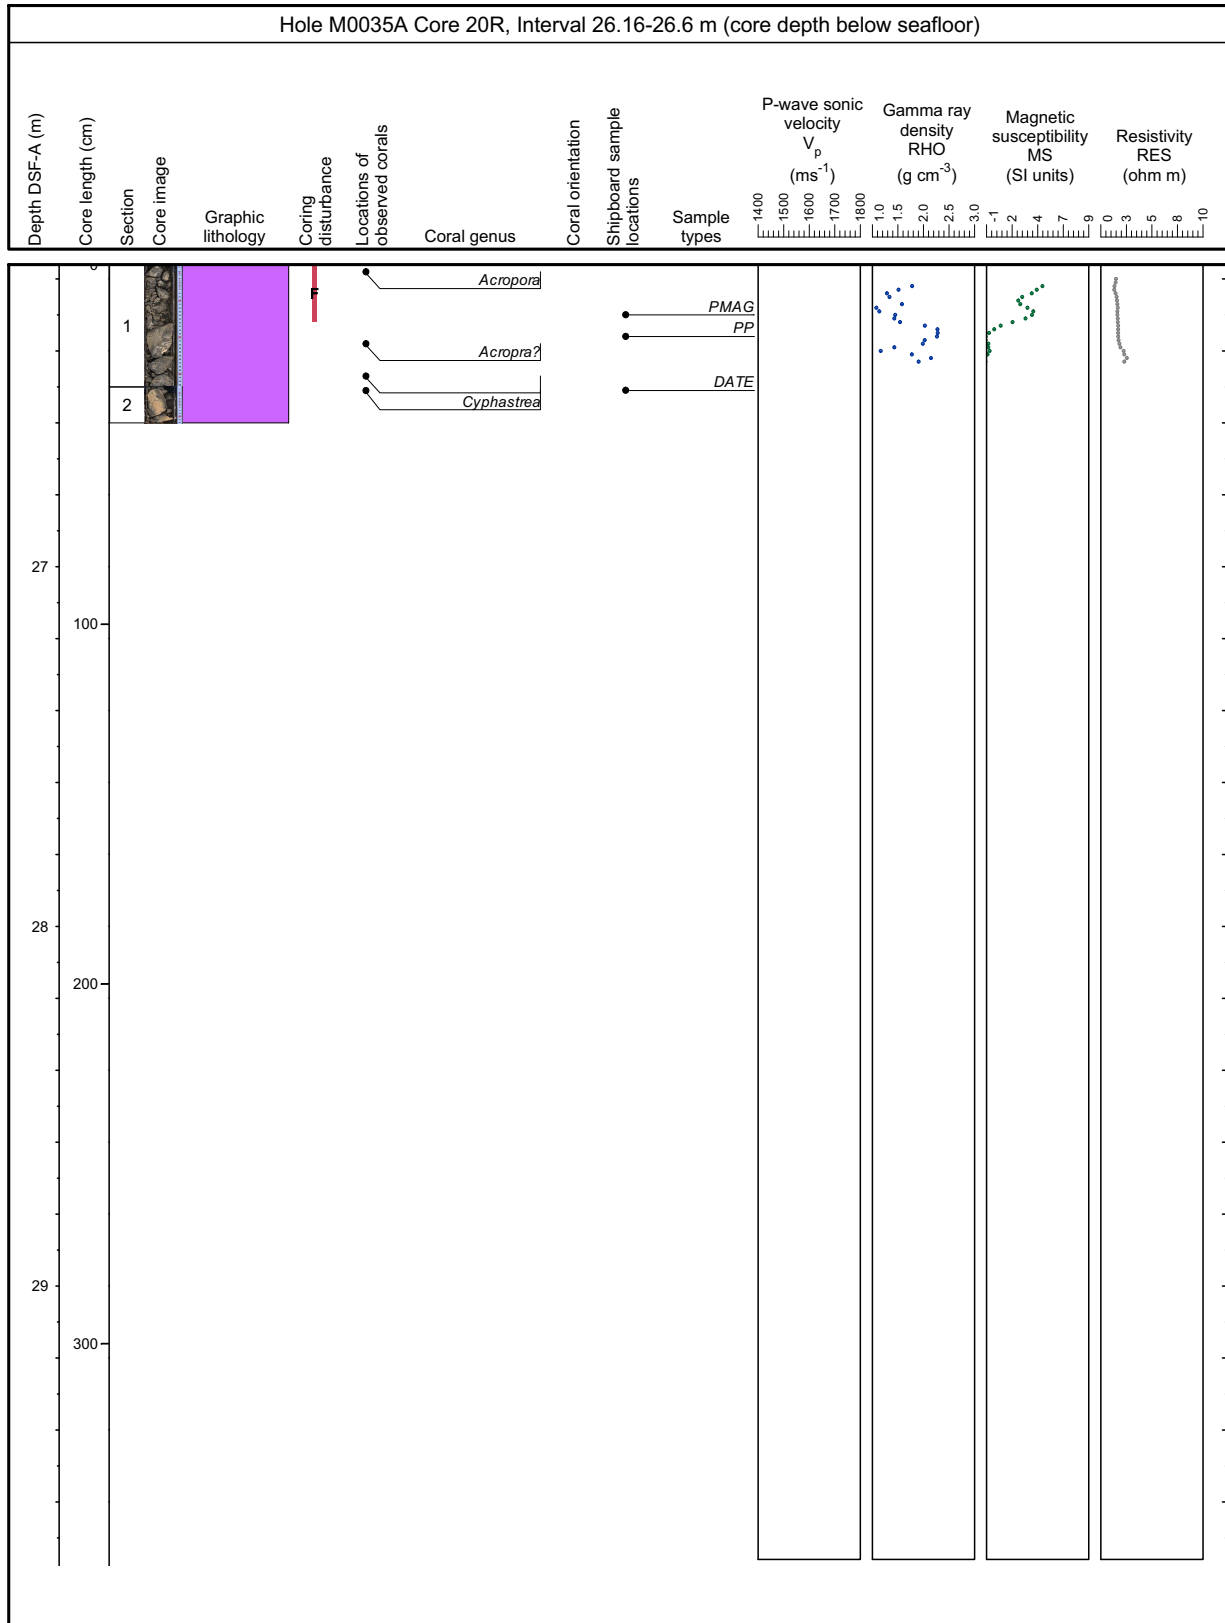 Hole M0035A Core 20R, Interval 26.16-26.6 m (core depth below seafloor)
Depth DSF-A (m)
Core length (cm)
Section
Core image
Graphic
lithology
Coring
disturbance
Locations of
observed corals
Coral genus
Coral orientation
Shipboard sample
locations
Sample
types
P-wave sonic
velocity
Vp
(ms-1)
1400 1500 1600 1700 1800
Gamma ray
density
RHO
(g cm-3)
1.0 1.5 2.0 2.5 3.0
Magnetic
susceptibility
MS
(SI units)
-1 2 4 7 9
Resistivity
RES
(ohm m)
0 3 5 8 10
0
Acropora
F
PMAG
1
PP
Acropra?
DATE
2
Cyphastrea
27
100
28
200
29
300